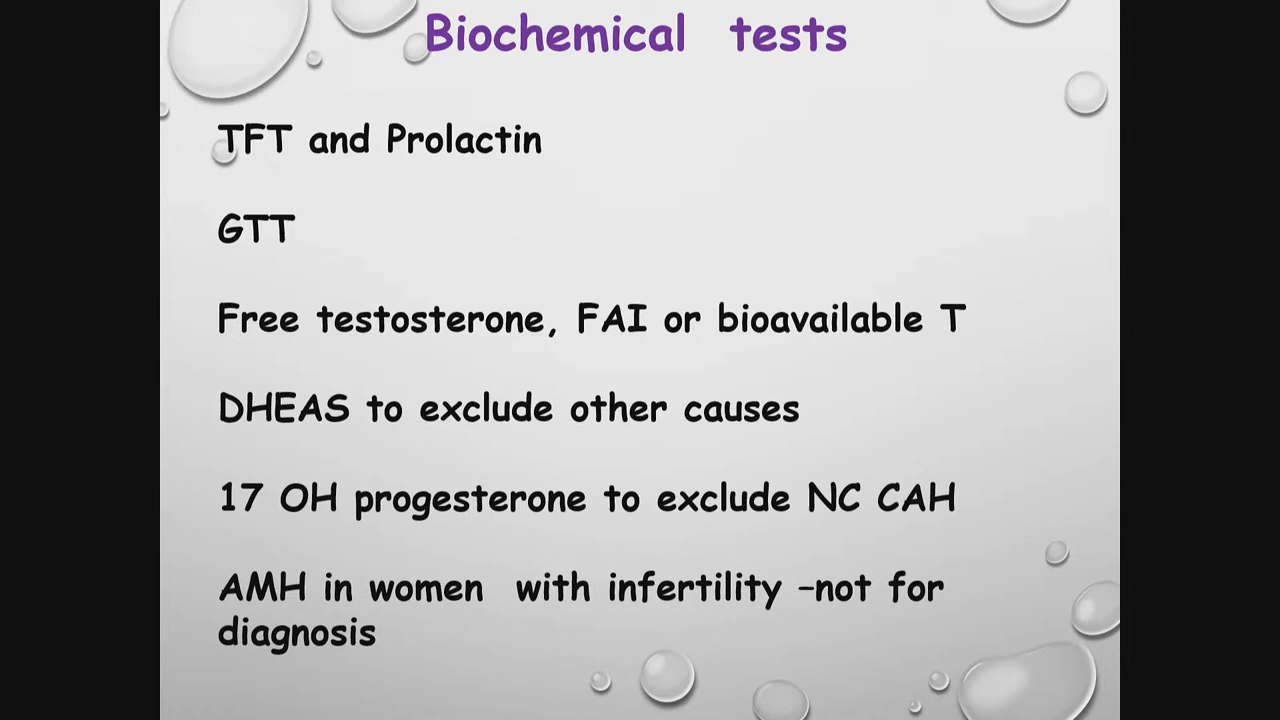 Biochemical tests
TFT and Prolactin
GTT
Free testosterone, FAI or bioavailable T
DHEAS to exclude other causes
17 OH progesterone to exclude NC CAH
AMH in women with infertility –not for
diagnosis